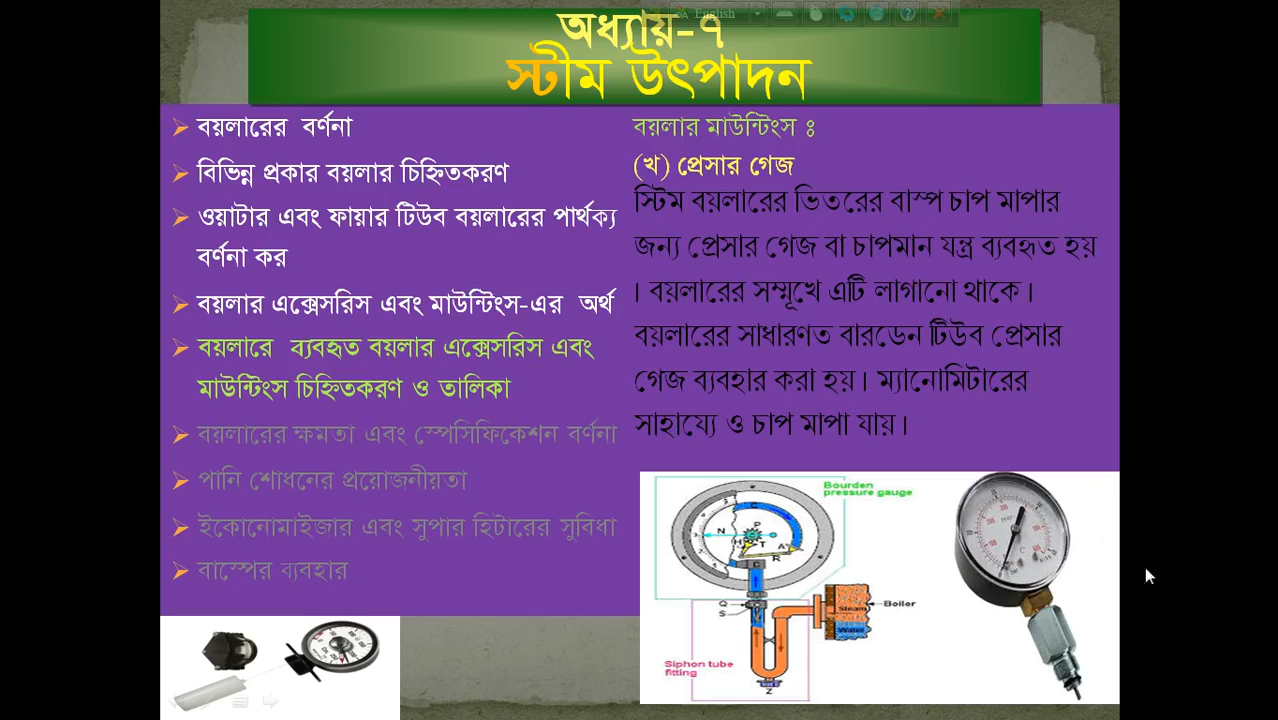 English
অধ্যায়-৭
স্টীম উৎপাদন
বয়লারের বর্ণনা
বিভিন্ন প্রকার বয়লার চিহ্নিতকরণ
ওয়াটার এবং ফায়ার টিউব বয়লারের পার্থক্য
বর্ণনা কর
বয়লার এক্সেসরিস এবং মাউন্টিংস-এর অর্থ
বয়লারে ব্যবহৃত বয়লার এক্সেসরিস এবং
মাউন্টিংস চিহ্নিতকরণ ও তালিকা
বয়লারের ক্ষমতা এবং স্পেসিফিকেশন বর্ণনা
পানি শোধনের প্রয়োজনীয়তা
ইকোনোমাইজার এবং সুপার হিটারের সুবিধা
বাস্পের ব্যবহার
বয়লার মাউন্টিংস ঃ
(খ) প্রেসার গেজ
স্টিম বয়লারের ভিতরের বাস্প চাপ মাপার
জন্য প্রেসার গেজ বা চাপমান যন্ত্র ব্যবহৃত হয়
। বয়লারের সম্মূখে এটি লাগানো থাকে।
বয়লারের সাধারণত বারডেন টিউব প্রেসার
গেজ ব্যবহার করা হয়। ম্যানোমিটারের
সাহায্যে ও চাপ মাপা যায়।
Bourden
pressure gauge
N
P
H
T
A
R
C
Q
S
Boiler
Steam
Water
Siphon tube
fitting
Z